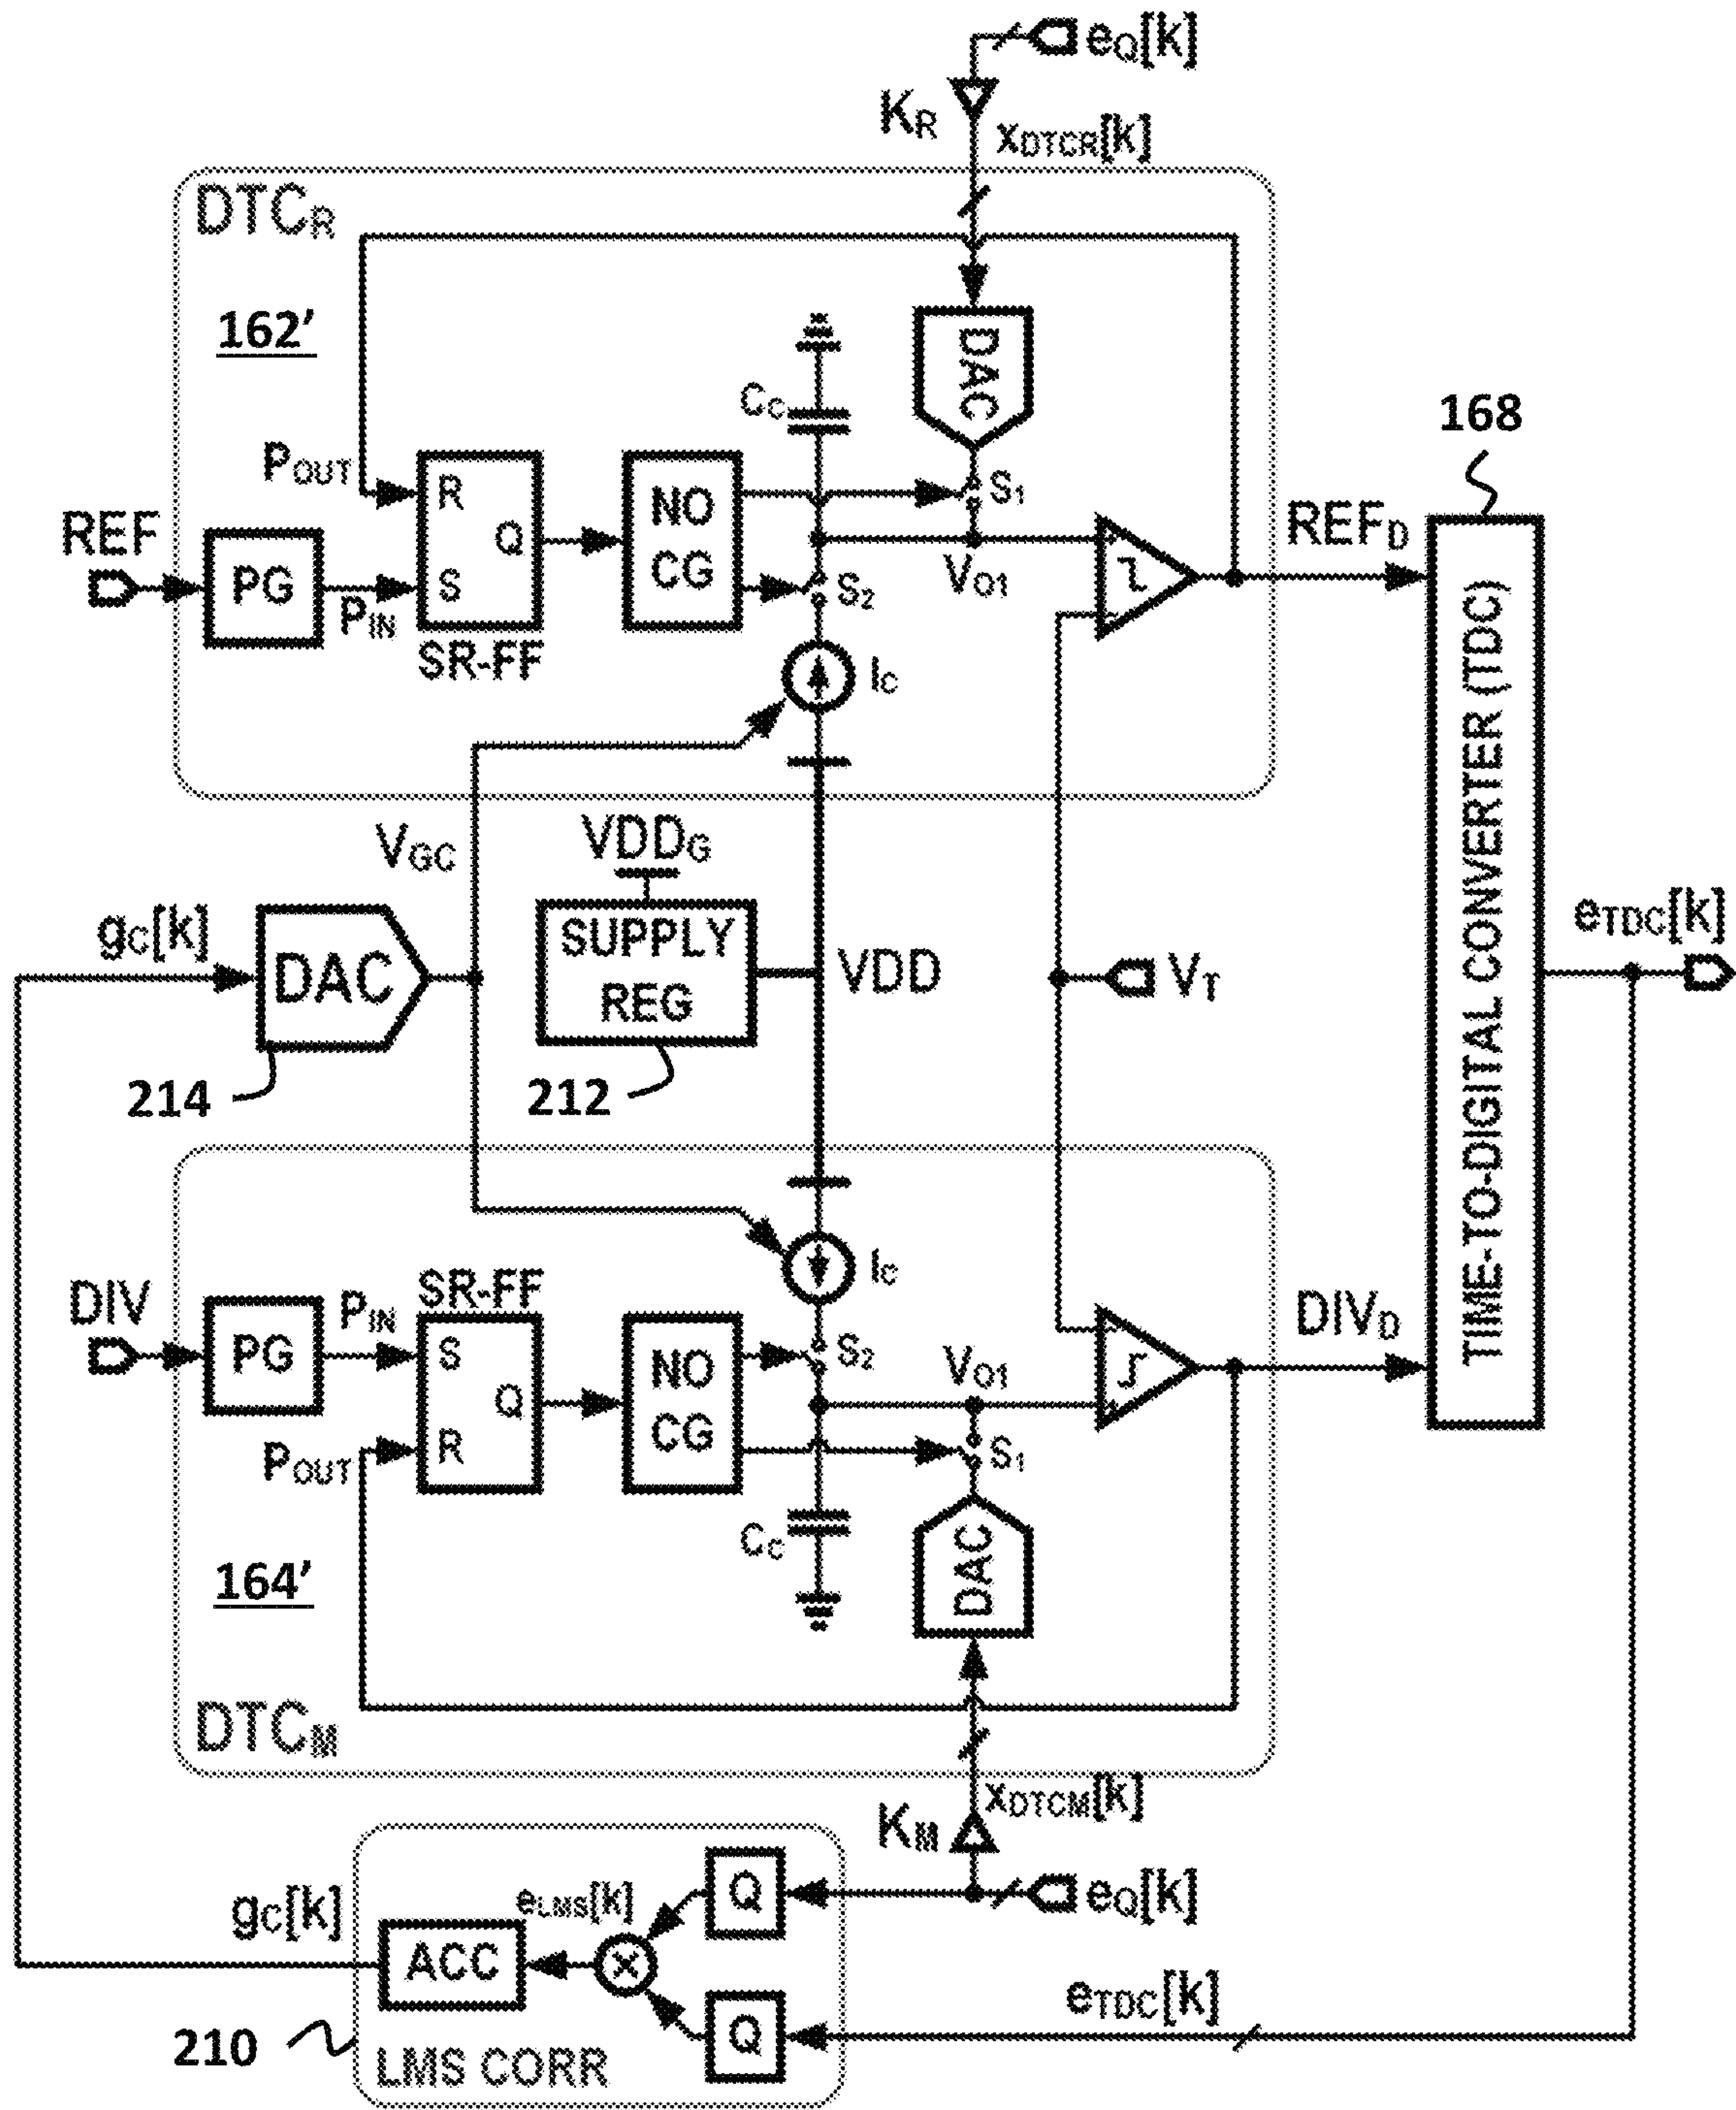 eQ[k]
KR
xDTCR[k]
DTCR
162'
DAC
CC
168
POUT
R
NO
CG
S1
REF
PG
PIN
S
Q
SR-FF
S2
VO1
REFD
IC
VGC
VDDG
gC[k]
DAC
SUPPLY
REG
VDD
VT
TIME-TO-DIGITAL CONVERTER (TDC)
eTDC[k]
214
212
IC
DIV
PG
PIN
SR-FF
S
Q
R
NO
CG
S2
VO1
DIVD
POUT
S1
CC
DAC
164'
DTCM
xDTCM[k]
KM
gC[k]
eLMS[k]
Q
eQ[k]
ACC
×
eTDC[k]
Q
210
LMS CORR